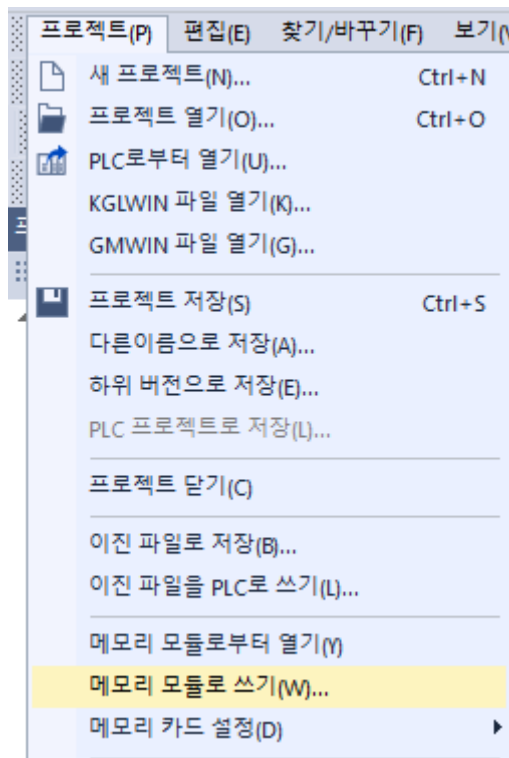 프로젝트(P) 편집(E) 찾기/바꾸기(F) 보기(
새 프로젝트(N)... Ctrl+N
프로젝트 열기(O)... Ctrl+O
PLC로부터 열기(U)...
KGLWIN 파일 열기(K)...
GMWIN 파일 열기(G)...
프로젝트 저장(S) Ctrl+S
다른이름으로 저장(A)...
하위 버전으로 저장(E)...
PLC 프로젝트로 저장(L)...
프로젝트 닫기(C)
이진 파일로 저장(B)...
이진 파일을 PLC로 쓰기(L)...
메모리 모듈로부터 열기(Y)
메모리 모듈로 쓰기(W)...
메모리 카드 설정(D)